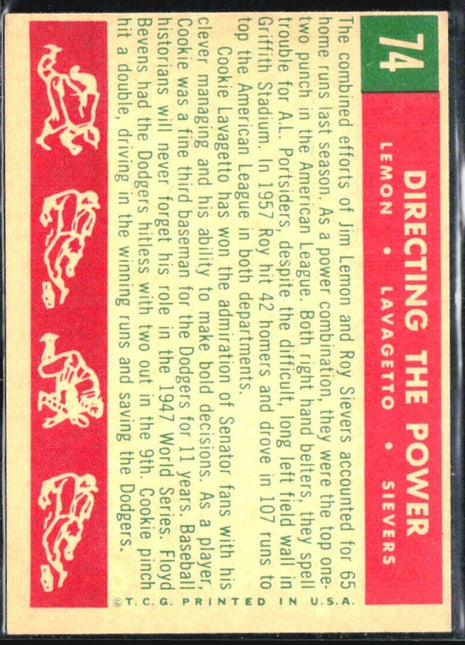 74
DIRECTING THE POWER
LEMON • LAVAGETTO • SIEVERS
The combined efforts of Jim Lemon and Roy Sievers accounted for 65
home runs last season. As a power combination, they were the top one-
two punch in the American League. Both right hand belters, they spell
trouble for A.L. Portsiders, despite the difficult, long left field wall in
Griffith Stadium. In 1957 Roy hit 42 homers and drove in 107 runs to
top the American League in both departments.
Cookie Lavagetto has won the admiration of Senator fans with his
clever managing and his ability to make bold decisions. As a player,
Cookie was a fine third baseman for the Dodgers for 11 years. Baseball
historians will never forget his role in the 1947 World Series. Floyd
Bevens had the Dodgers hitless with two out in the 9th. Cookie pinch
hit a double, driving in the winning runs and saving the Dodgers.
©T.C.G. PRINTED IN U.S.A.